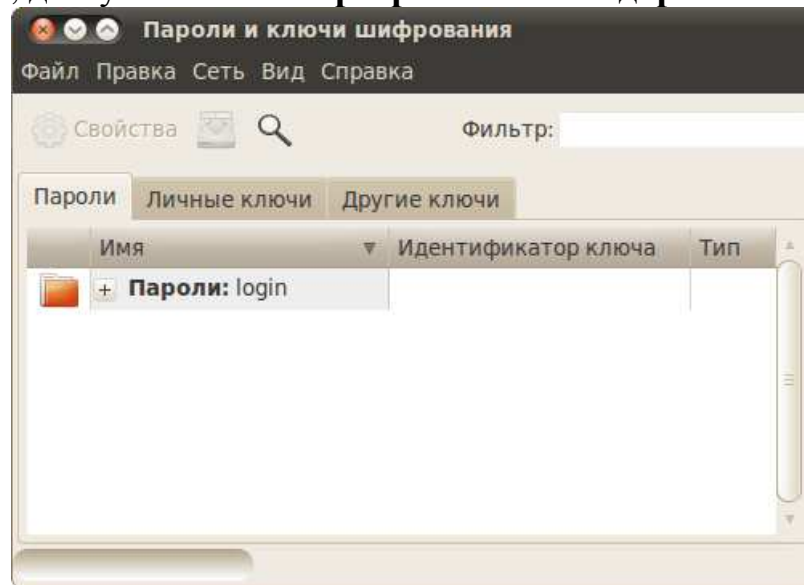 Пароли и ключи шифрования
Файл Правка Сеть Вид Справка
Свойства Фильтр:
Пароли Личные ключи Другие ключи
Имя Идентификатор ключа Тип
Пароли: login